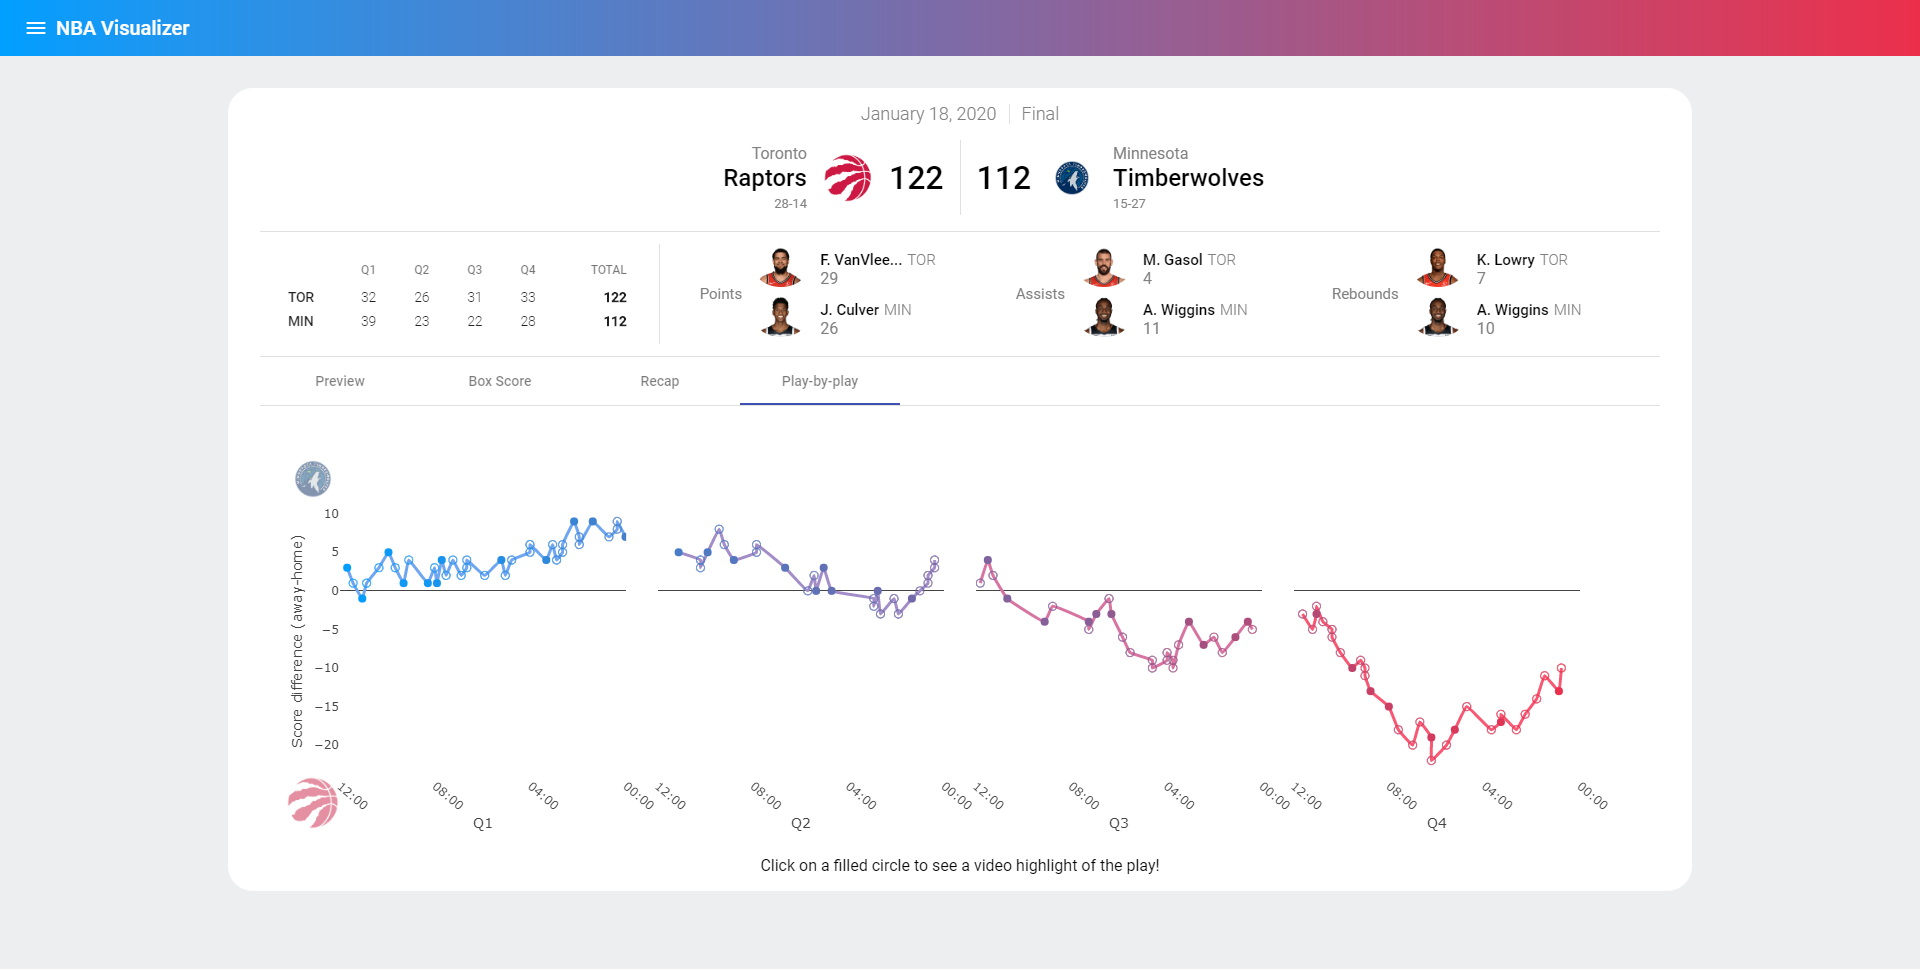 NBA Visualizer
January 18, 2020 Final
Toronto
Raptors
28-14
122
112
Minnesota
Timberwolves
15-27
Q1 Q2 Q3 Q4 TOTAL
TOR 32 26 31 33 122
MIN 39 23 22 28 112
Points
F. VanVlee... TOR
29
J. Culver MIN
26
Assists
M. Gasol TOR
4
A. Wiggins MIN
11
Rebounds
K. Lowry TOR
7
A. Wiggins MIN
10
Preview Box Score Recap Play-by-play
Score difference (away-home)
10
5
0
−5
−10
−15
−20
12:00 08:00 04:00 00:00 12:00 08:00 04:00 00:00 12:00 08:00 04:00 00:00 12:00 08:00 04:00 00:00
Q1 Q2 Q3 Q4
Click on a filled circle to see a video highlight of the play!